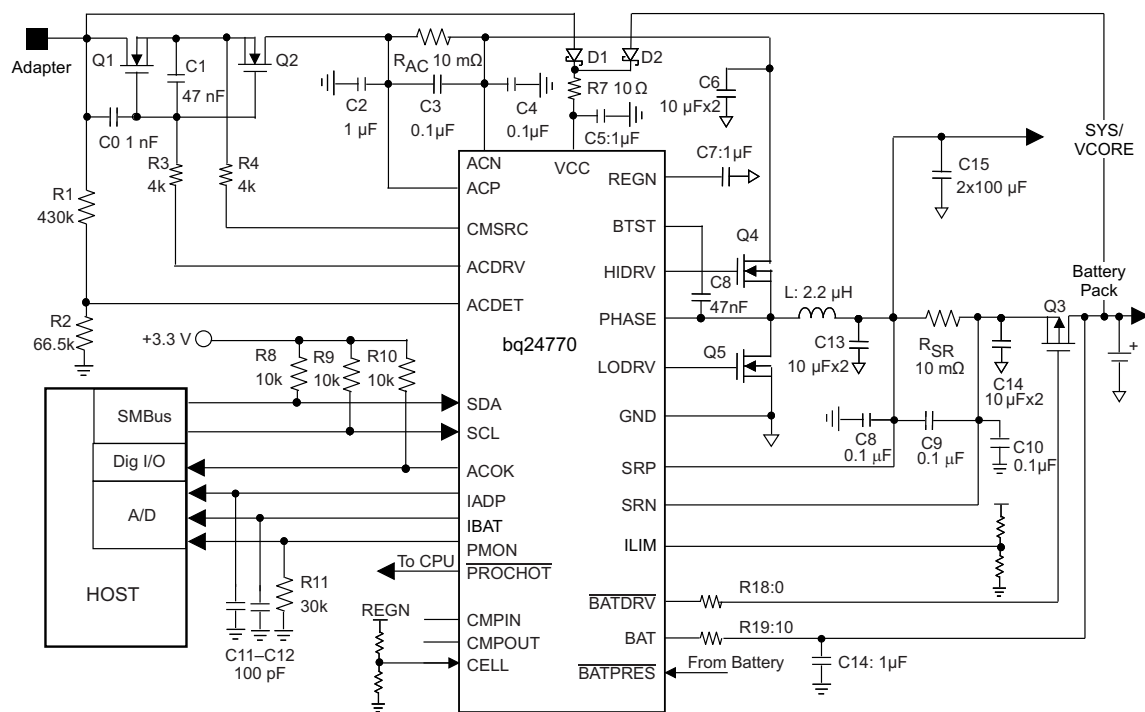 Adapter
Q1
C1
47 nF
Q2
RAC 10 mΩ
D1
D2
R7 10 Ω
C2
1 µF
C3
0.1µF
C4
0.1µF
C5:1µF
C6
10 µFx2
C0 1 nF
R3
4k
R4
4k
R1
430k
R2
66.5k
ACN
ACP
CMSRC
ACDRV
ACDET
VCC
REGN
BTST
HIDRV
PHASE
LODRV
GND
SRP
SRN
ILIM
BATDRV
BAT
BATPRES
bq24770
C7:1µF
C8
47nF
Q4
Q5
L: 2.2 µH
C15
2x100 µF
SYS/
VCORE
Battery
Pack
Q3
+
C13
10 µFx2
RSR
10 mΩ
C14
10 µFx2
C8
0.1 µF
C9
0.1 µF
C10
0.1µF
+3.3 V
R8
10k
R9
10k
R10
10k
SMBus
Dig I/O
A/D
HOST
SDA
SCL
ACOK
IADP
IBAT
PMON
PROCHOT
To CPU
CMPIN
CMPOUT
CELL
REGN
R11
30k
C11–C12
100 pF
R18:0
R19:10
C14: 1µF
From Battery